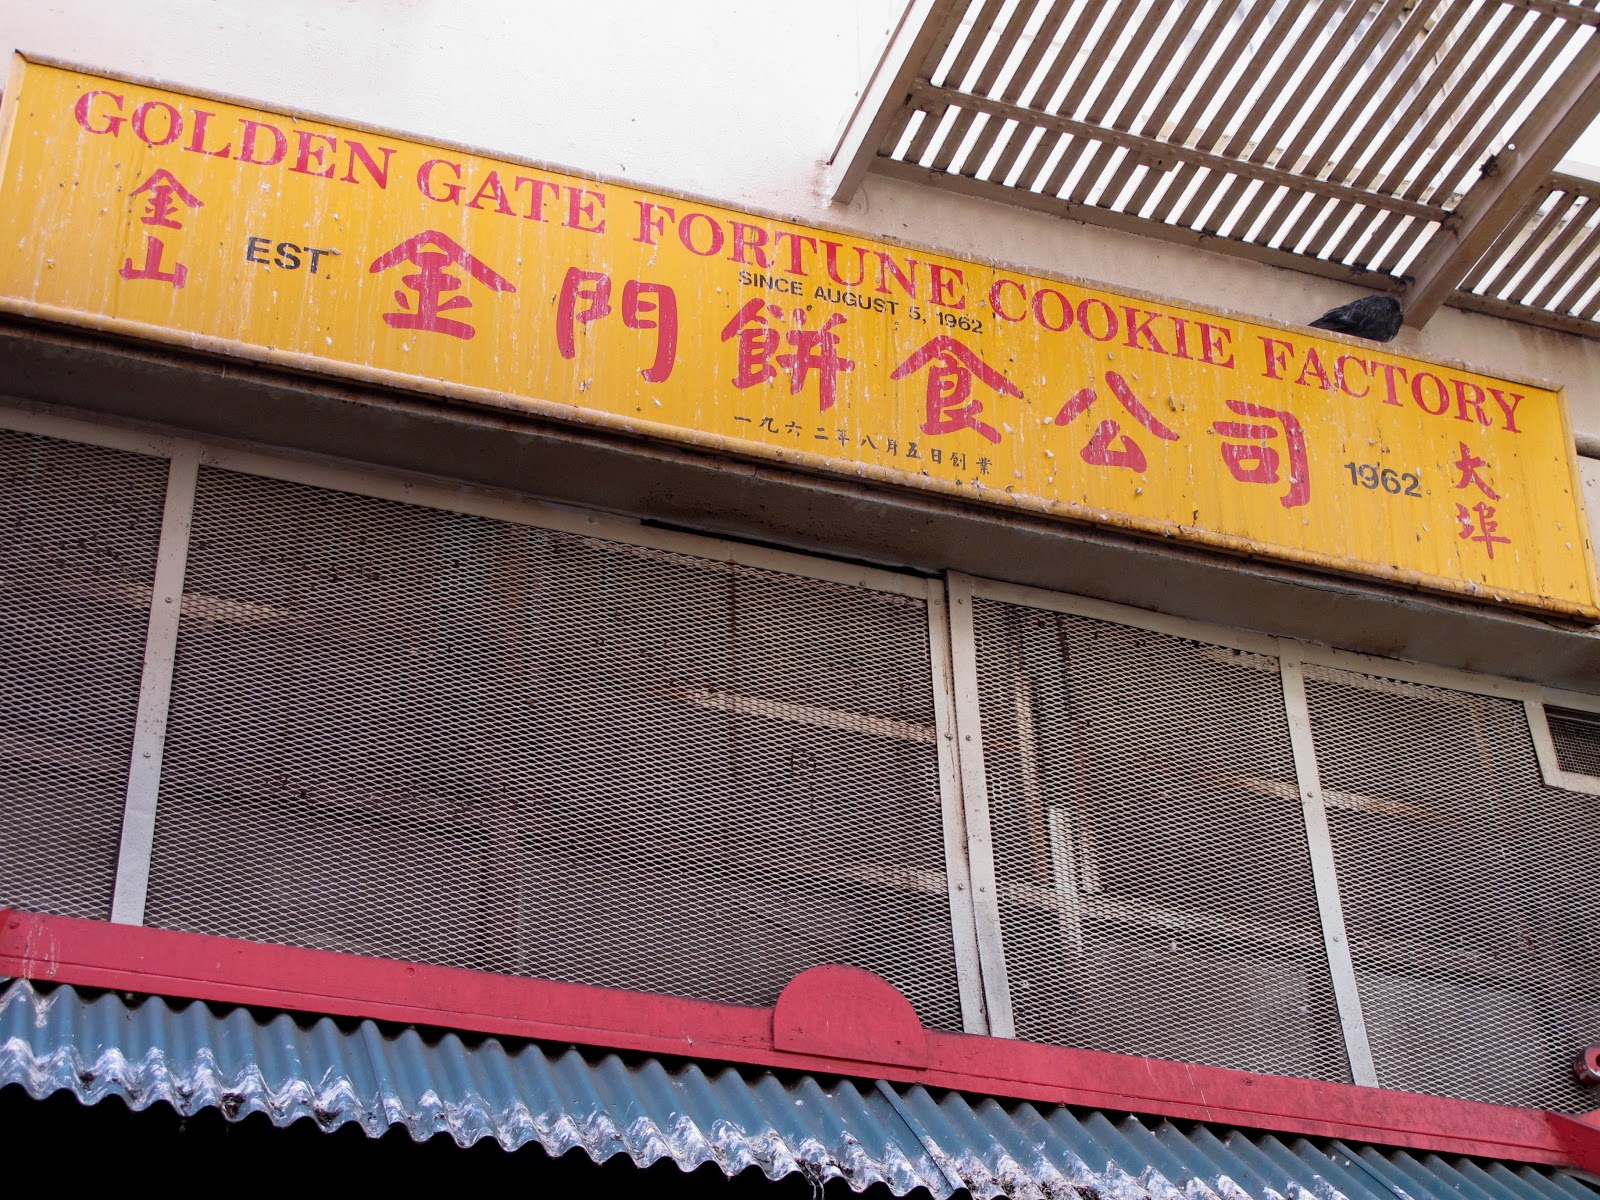 GOLDEN GATE FORTUNE COOKIE FACTORY
金山
EST.
SINCE AUGUST 5, 1962
金門餅食公司
一九六二年八月五日創業
1962
大埠